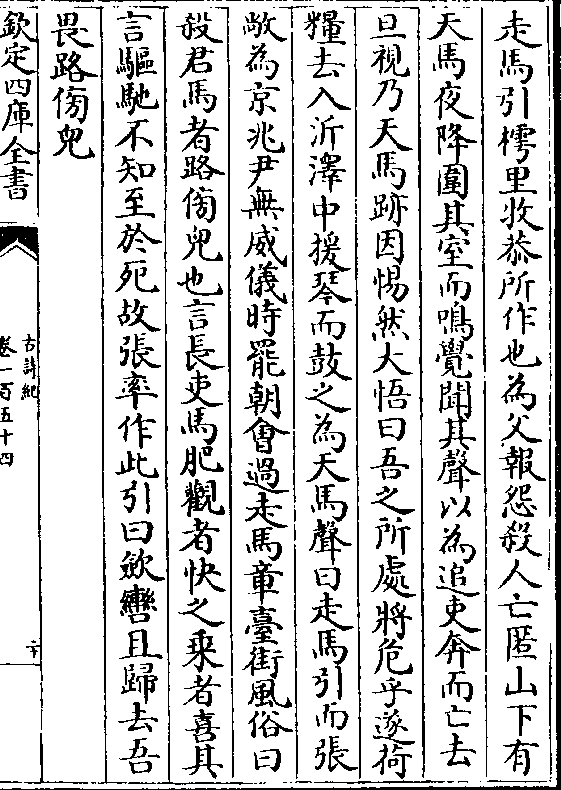 走馬引樗里牧恭所作也為父報怨殺人亡匿山下有
天馬夜降圍其室而鳴覺聞其聲以為追吏奔而亡去
旦視乃天馬跡因惕然大悟曰吾之所處將危乎遂荷
糧去入沂澤中援琴而鼓之為天馬聲曰走馬引而張
敞為京兆尹無威儀時罷朝會過走馬章臺街風俗曰
殺君馬者路傍兒也言長吏馬肥觀者快之乗者喜其
言驅馳不知至於死故張率作此引曰斂轡且歸去吾
畏路傍兒
欽定四庫全書
古詩紀
卷一百五十四